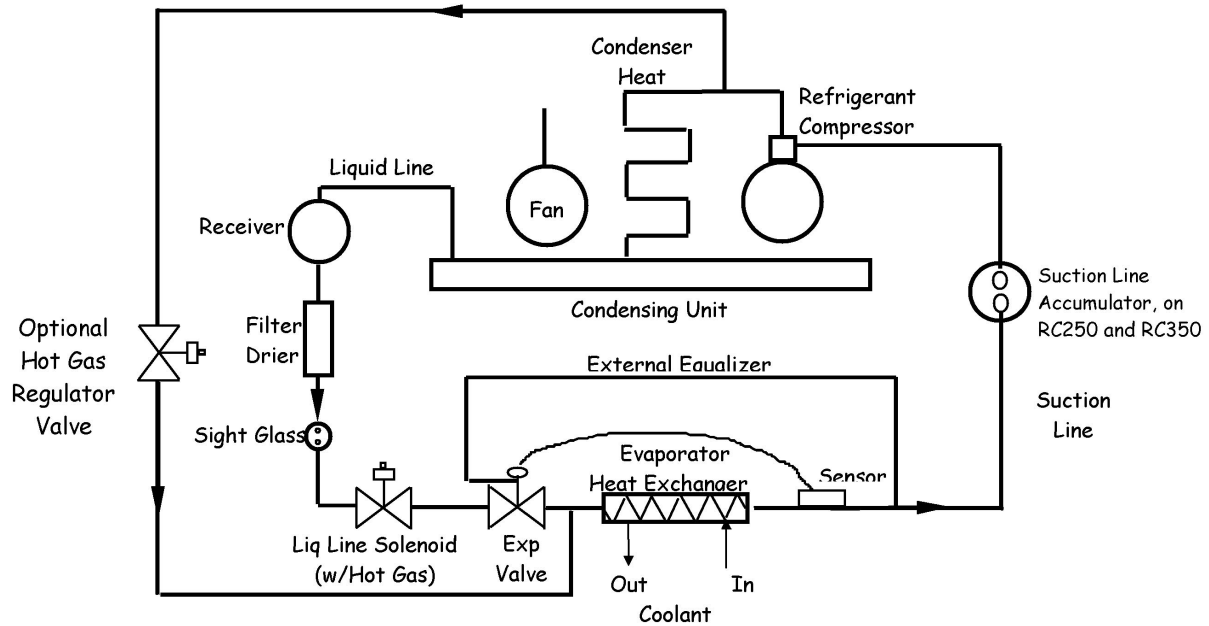 Condenser
Heat
Refrigerant
Compressor
Liquid Line
Fan
Receiver
Suction Line
Accumulator, on
RC250 and RC350
Condensing Unit
Optional
Hot Gas
Regulator
Valve
Filter
Drier
External Equalizer
Suction
Line
Sight Glass
Evaporator
Heat Exchanger
Sensor
Liq Line Solenoid
(w/Hot Gas)
Exp
Valve
Out
In
Coolant